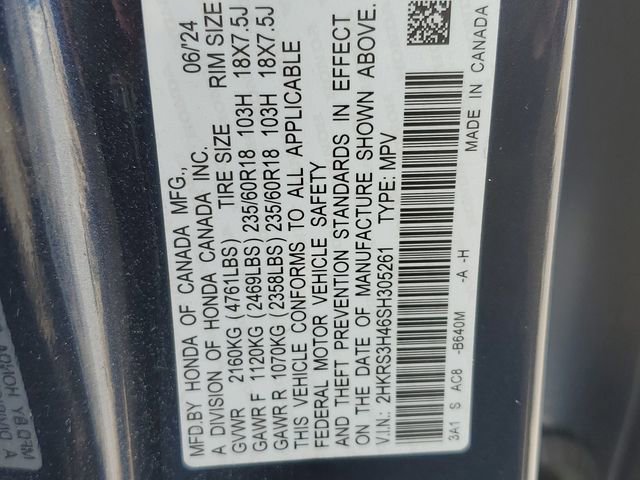 MFD.BY HONDA OF CANADA MFG., 06/'24
A DIVISION OF HONDA CANADA INC.
TIRE SIZE RIM SIZE
GVWR 2160KG (4761LBS)
GAWR F 1120KG (2469LBS) 235/60R18 103H 18X7.5J
GAWR R 1070KG (2358LBS) 235/60R18 103H 18X7.5J
THIS VEHICLE CONFORMS TO ALL APPLICABLE
FEDERAL MOTOR VEHICLE SAFETY
AND THEFT PREVENTION STANDARDS IN EFFECT
ON THE DATE OF MANUFACTURE SHOWN ABOVE.
V.I.N.: 2HKRS3H46SH305261 TYPE: MPV
3A1 S AC8 -B640M -A -H MADE IN CANADA